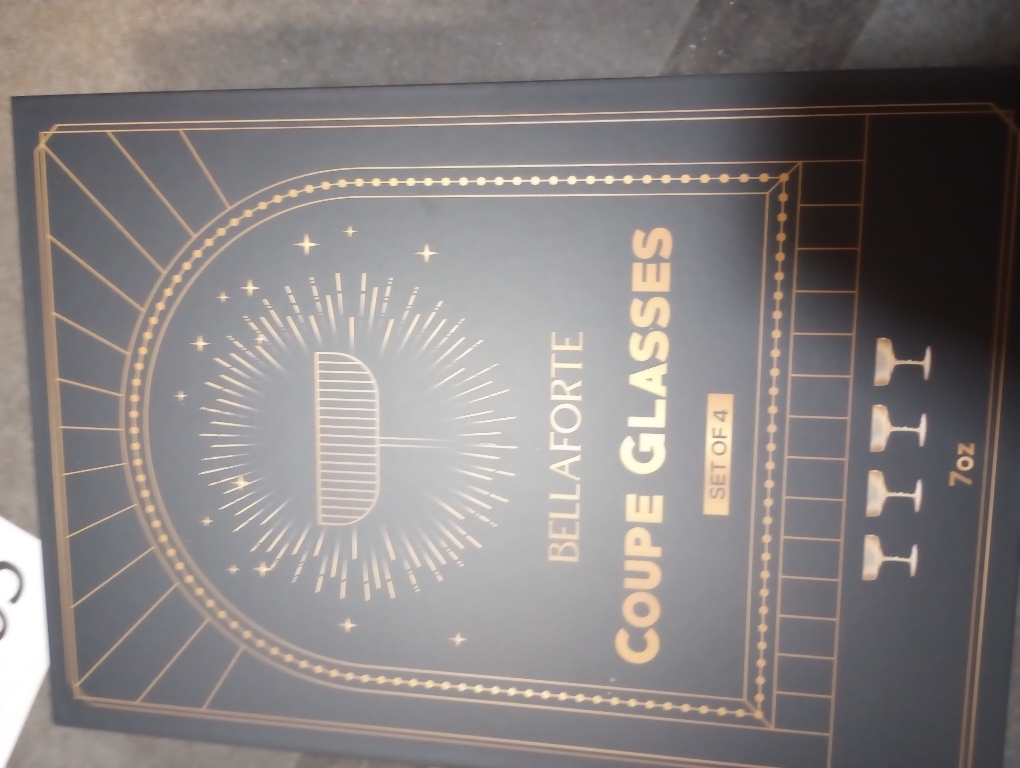 BELLAFORTE
COUPE GLASSES
SET OF 4
7oz